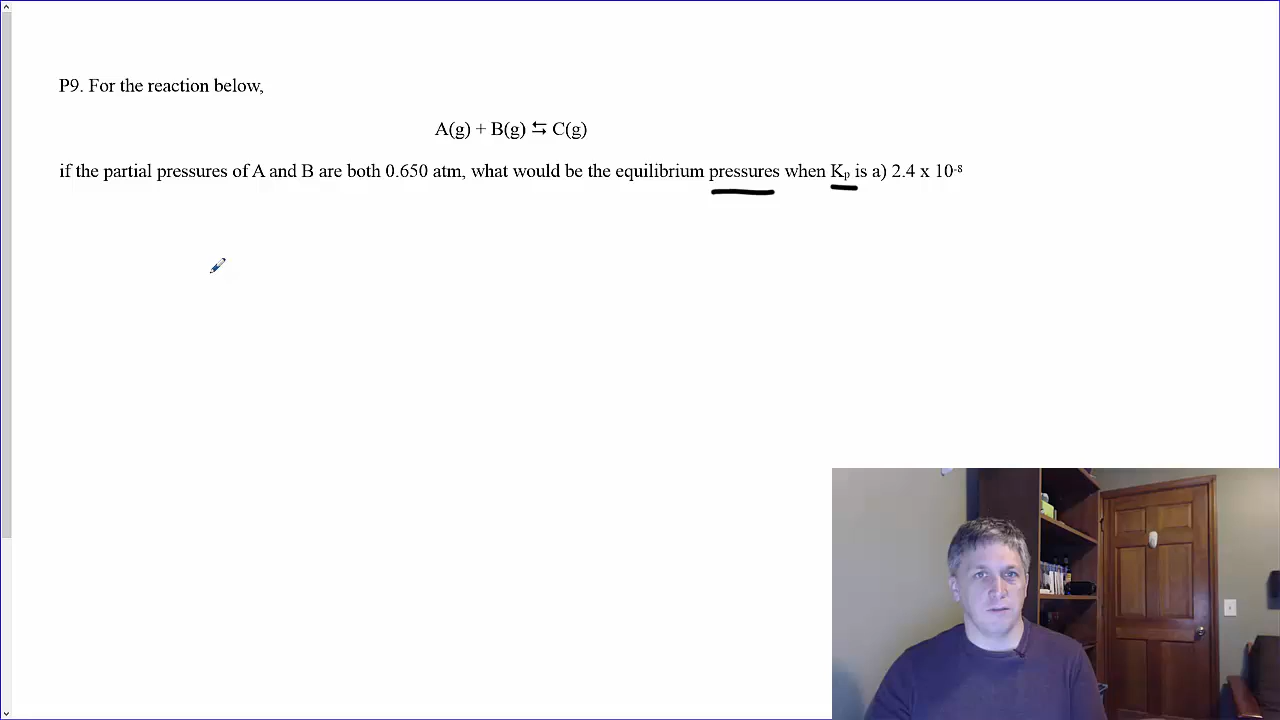 P9. For the reaction below,
A(g) + B(g) ⇆ C(g)
if the partial pressures of A and B are both 0.650 atm, what would be the equilibrium pressures when Kₚ is a) 2.4 x 10⁻⁸